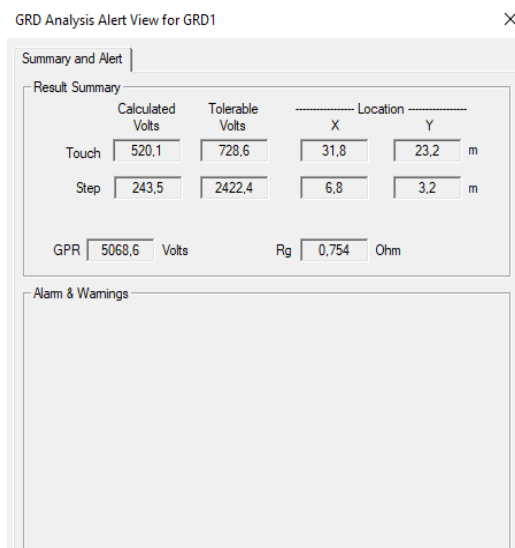 GRD Analysis Alert View for GRD1
Summary and Alert
Result Summary
Calculated Volts Tolerable Volts ---------------- Location ----------------
X Y
Touch 520,1 728,6 31,8 23,2 m
Step 243,5 2422,4 6,8 3,2 m
GPR 5068,6 Volts Rg 0,754 Ohm
Alarm & Warnings